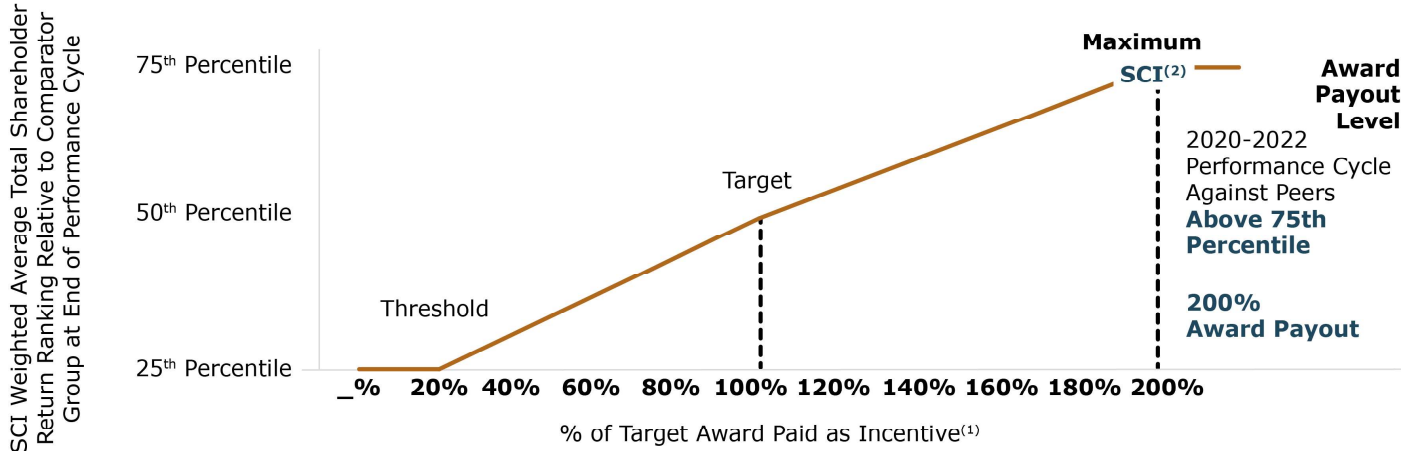 SCI Weighted Average Total Shareholder
Return Ranking Relative to Comparator
Group at End of Performance Cycle
75th Percentile
50th Percentile
25th Percentile
Threshold
Target
Maximum
SCI(2)
Award
Payout
Level
2020-2022
Performance Cycle
Against Peers
Above 75th
Percentile
200%
Award Payout
_% 20% 40% 60% 80% 100% 120% 140% 160% 180% 200%
% of Target Award Paid as Incentive(1)